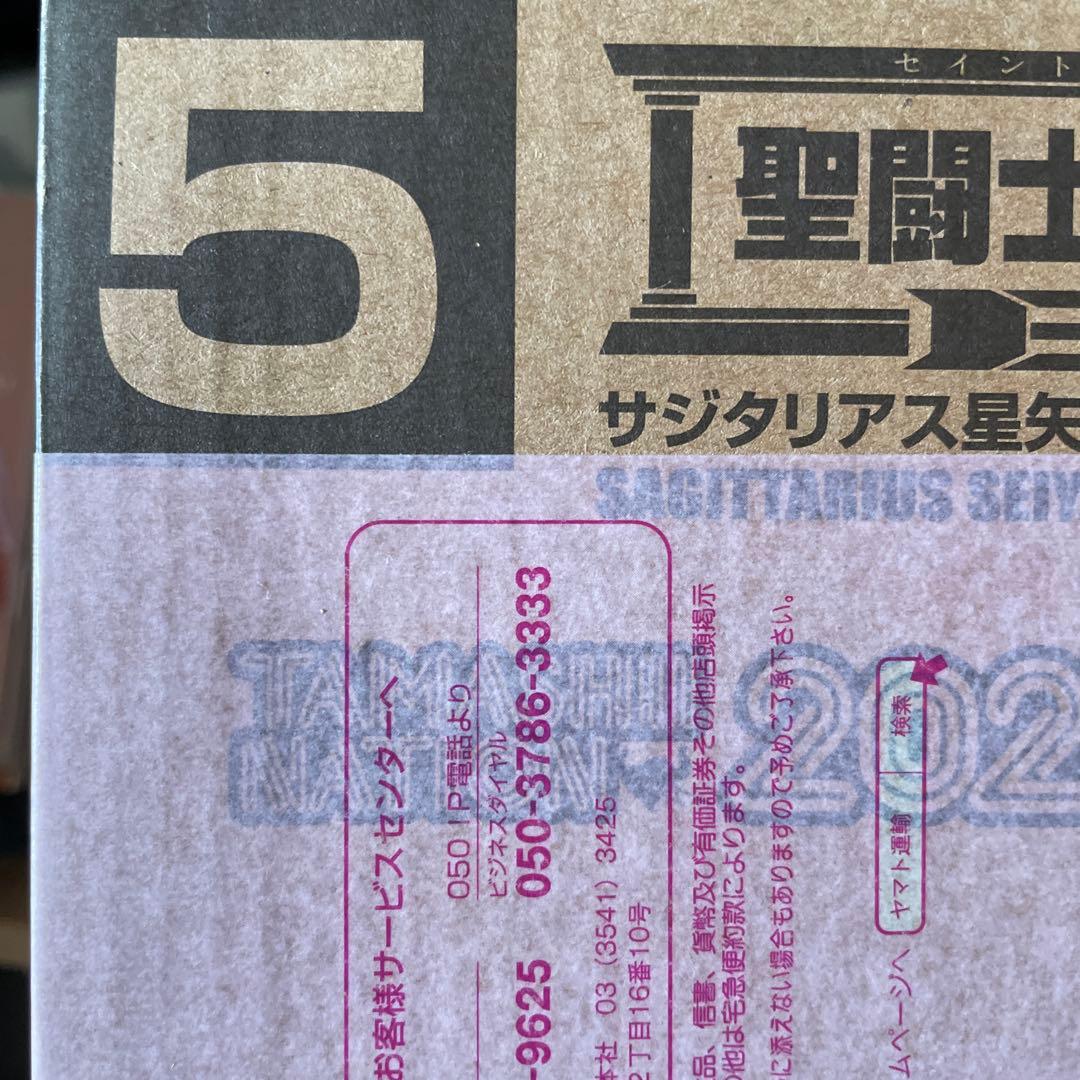 5
セイント
聖闘士
サジタリアス星矢
SAGITTARIUS SEIY
TAMASHII
NATION 202
お客様サービスセンターへ
050IP電話より
ビジネスダイヤル
-9625 050-3786-3333
本社 03(3541)3425
2丁目16番10号
品、信書、貨幣及び有価証券その他店頭掲示
の他は宅急便約款によります。
に添えない場合もありますので予めご了承下さい。
ムページへ ヤマト運輸 検索